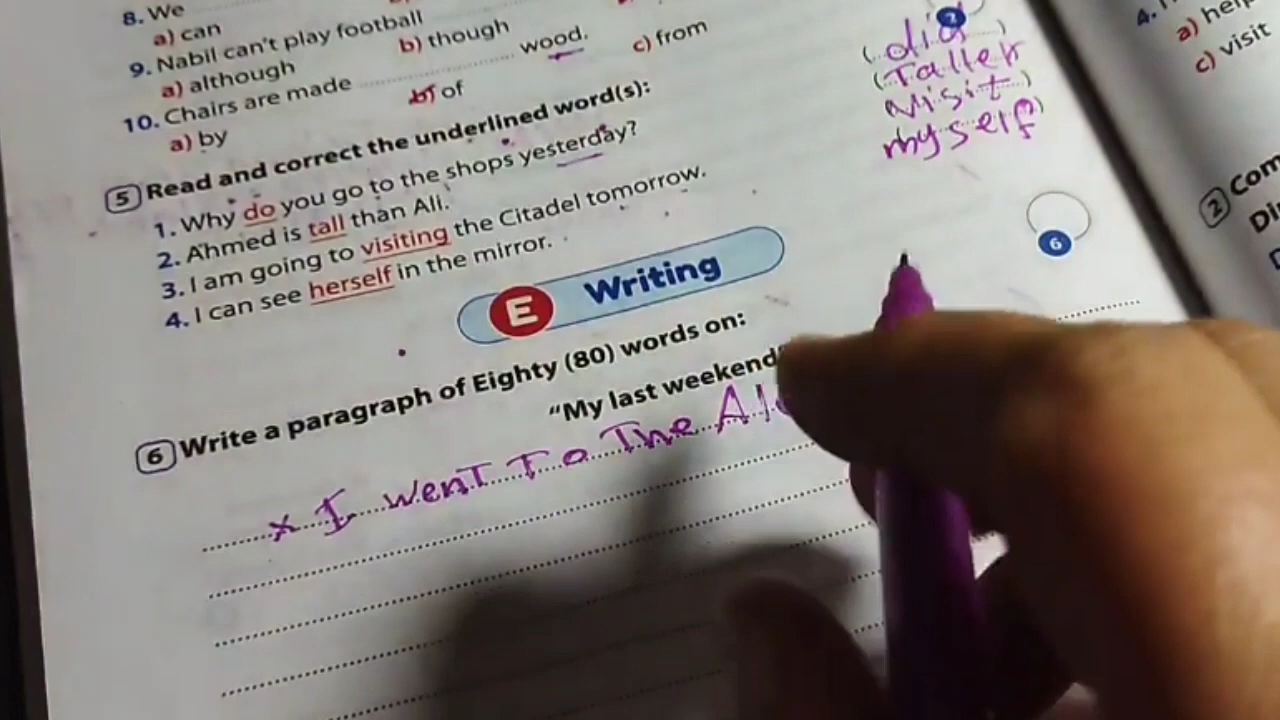 8. We
a) can
9. Nabil can't play football
a) although
b) though
c) from
10. Chairs are made ........ wood.
a) by
b) of
5 Read and correct the underlined word(s):
1. Why do you go to the shops yesterday?
2. Ahmed is tall than Ali.
3. I am going to visiting the Citadel tomorrow.
4. I can see herself in the mirror.
(did)
(Taller)
visit
myself
6
E Writing
6 Write a paragraph of Eighty (80) words on:
"My last weekend
x I went To The Al
4.
a) help
c) visit
2 Com